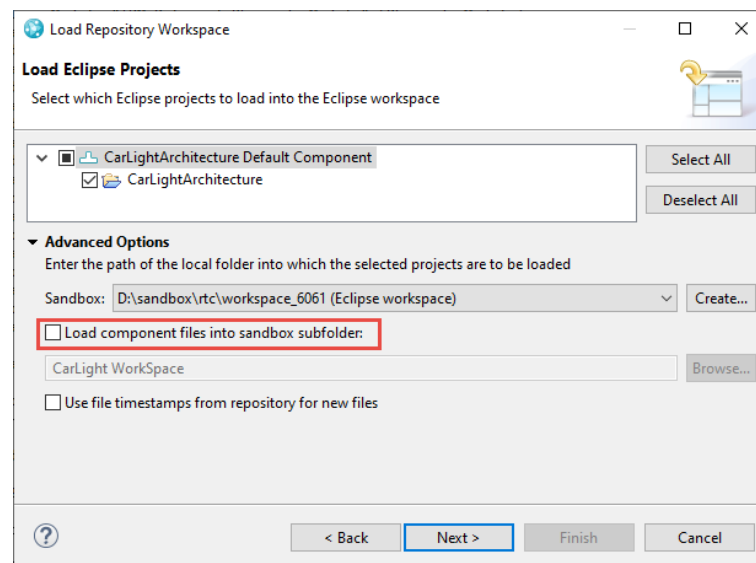 Load Repository Workspace
Load Eclipse Projects
Select which Eclipse projects to load into the Eclipse workspace
CarLightArchitecture Default Component
CarLightArchitecture
Select All
Deselect All
Advanced Options
Enter the path of the local folder into which the selected projects are to be loaded
Sandbox: D:\sandbox\rtc\workspace_6061 (Eclipse workspace) Create...
Load component files into sandbox subfolder:
CarLight WorkSpace Browse...
Use file timestamps from repository for new files
? < Back Next > Finish Cancel